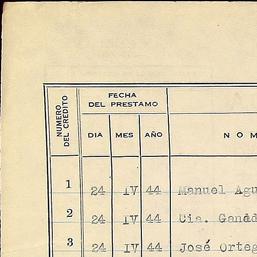 NUMERO DEL CREDITO
FECHA
DEL PRESTAMO
DIA MES AÑO
N O M
1 24 IV 44 Manuel Agu
2 24 IV 44 Cia. Ganad
3 24 IV 44 José Orteg